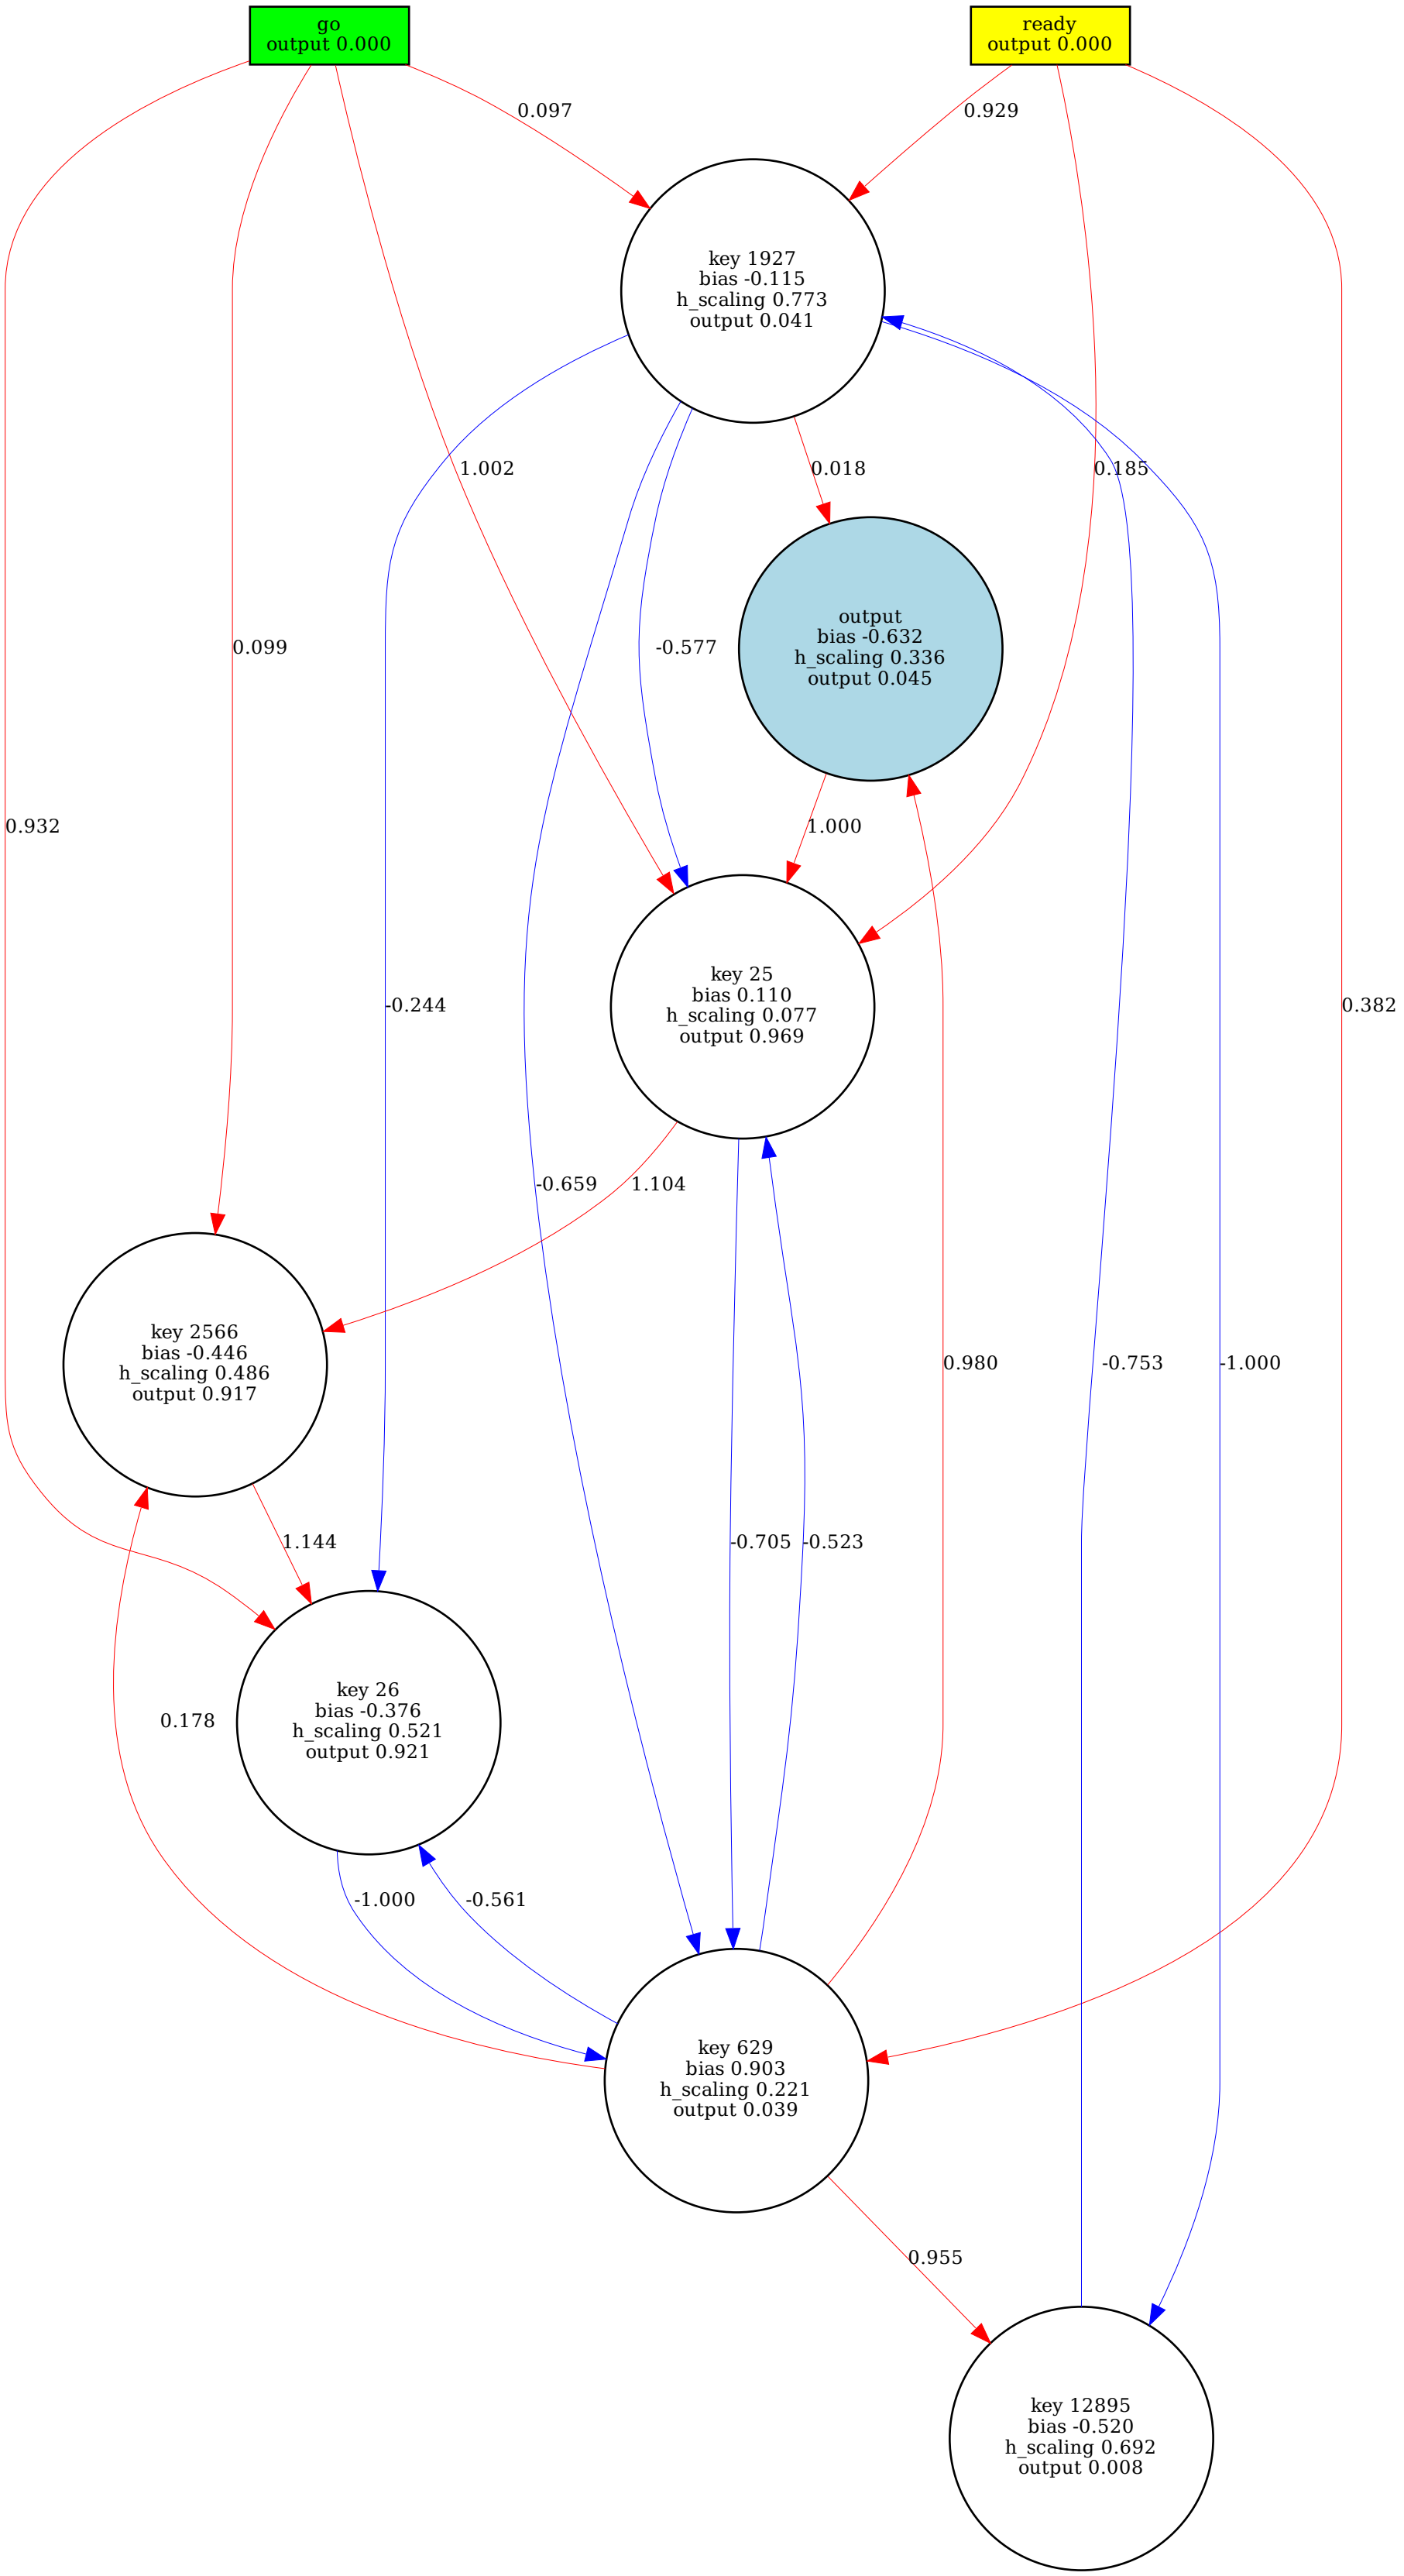 go
output 0.000
ready
output 0.000
0.097
0.929
key 1927
bias -0.115
h_scaling 0.773
output 0.041
1.002
0.018
0.185
output
bias -0.632
h_scaling 0.336
output 0.045
0.099
-0.577
0.932
1.000
key 25
bias 0.110
h_scaling 0.077
output 0.969
-0.244
0.382
-0.659
1.104
key 2566
bias -0.446
h_scaling 0.486
output 0.917
0.980
-0.753
-1.000
1.144
-0.705
-0.523
key 26
bias -0.376
h_scaling 0.521
output 0.921
0.178
-1.000
-0.561
key 629
bias 0.903
h_scaling 0.221
output 0.039
0.955
key 12895
bias -0.520
h_scaling 0.692
output 0.008